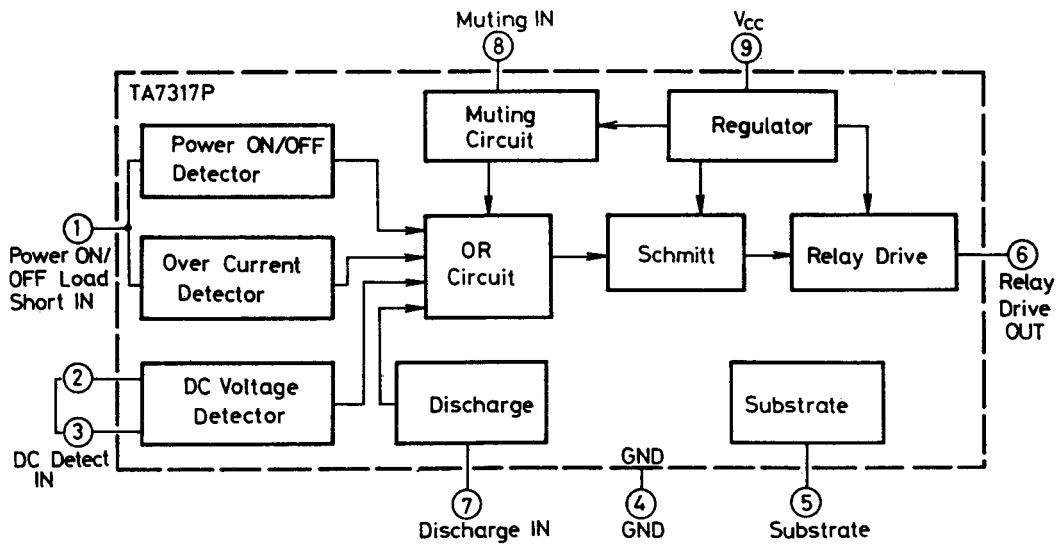 Muting IN
8
Vcc
9
TA7317P
Power ON/OFF
Detector
Muting
Circuit
Regulator
1
Power ON/
OFF Load
Short IN
Over Current
Detector
OR
Circuit
Schmitt
Relay Drive
6
Relay
Drive
OUT
2
3
DC Detect
IN
DC Voltage
Detector
Discharge
Substrate
GND
7
Discharge IN
4
GND
5
Substrate